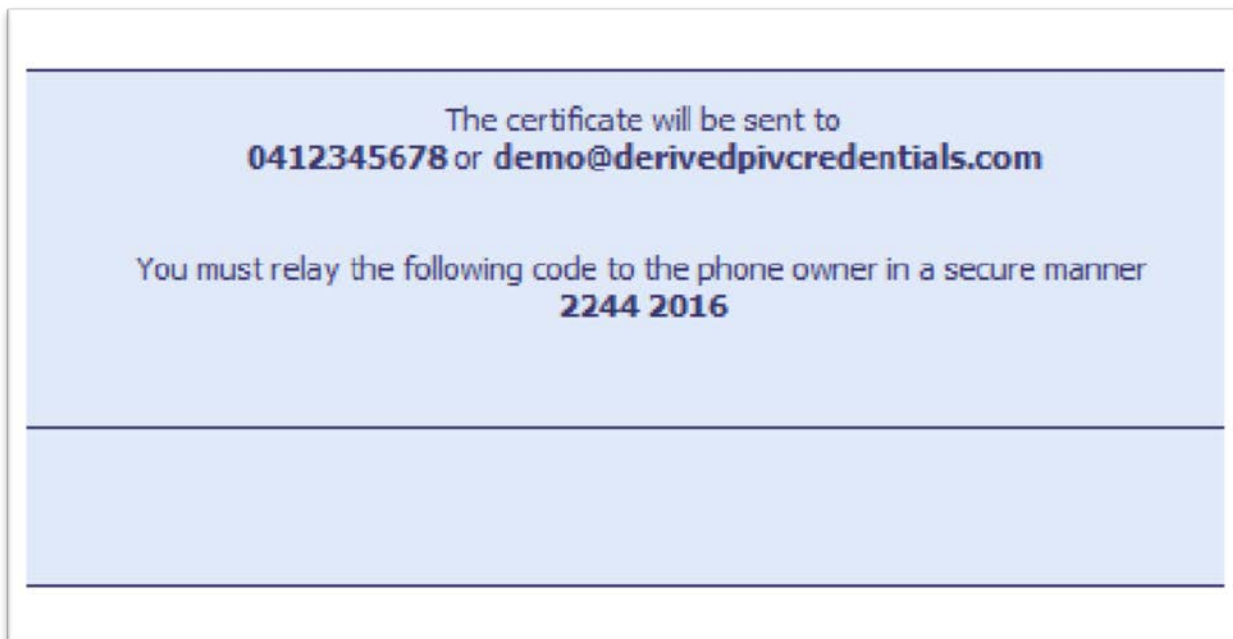 The certificate will be sent to
0412345678 or demo@derivedpivcredentials.com
You must relay the following code to the phone owner in a secure manner
2244 2016